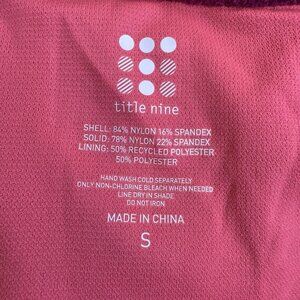 title nine
SHELL: 84% NYLON 16% SPANDEX
SOLID: 78% NYLON 22% SPANDEX
LINING: 50% RECYCLED POLYESTER
50% POLYESTER
HAND WASH COLD SEPARATELY
ONLY NON-CHLORINE BLEACH WHEN NEEDED
LINE DRY IN SHADE
DO NOT IRON
MADE IN CHINA
S